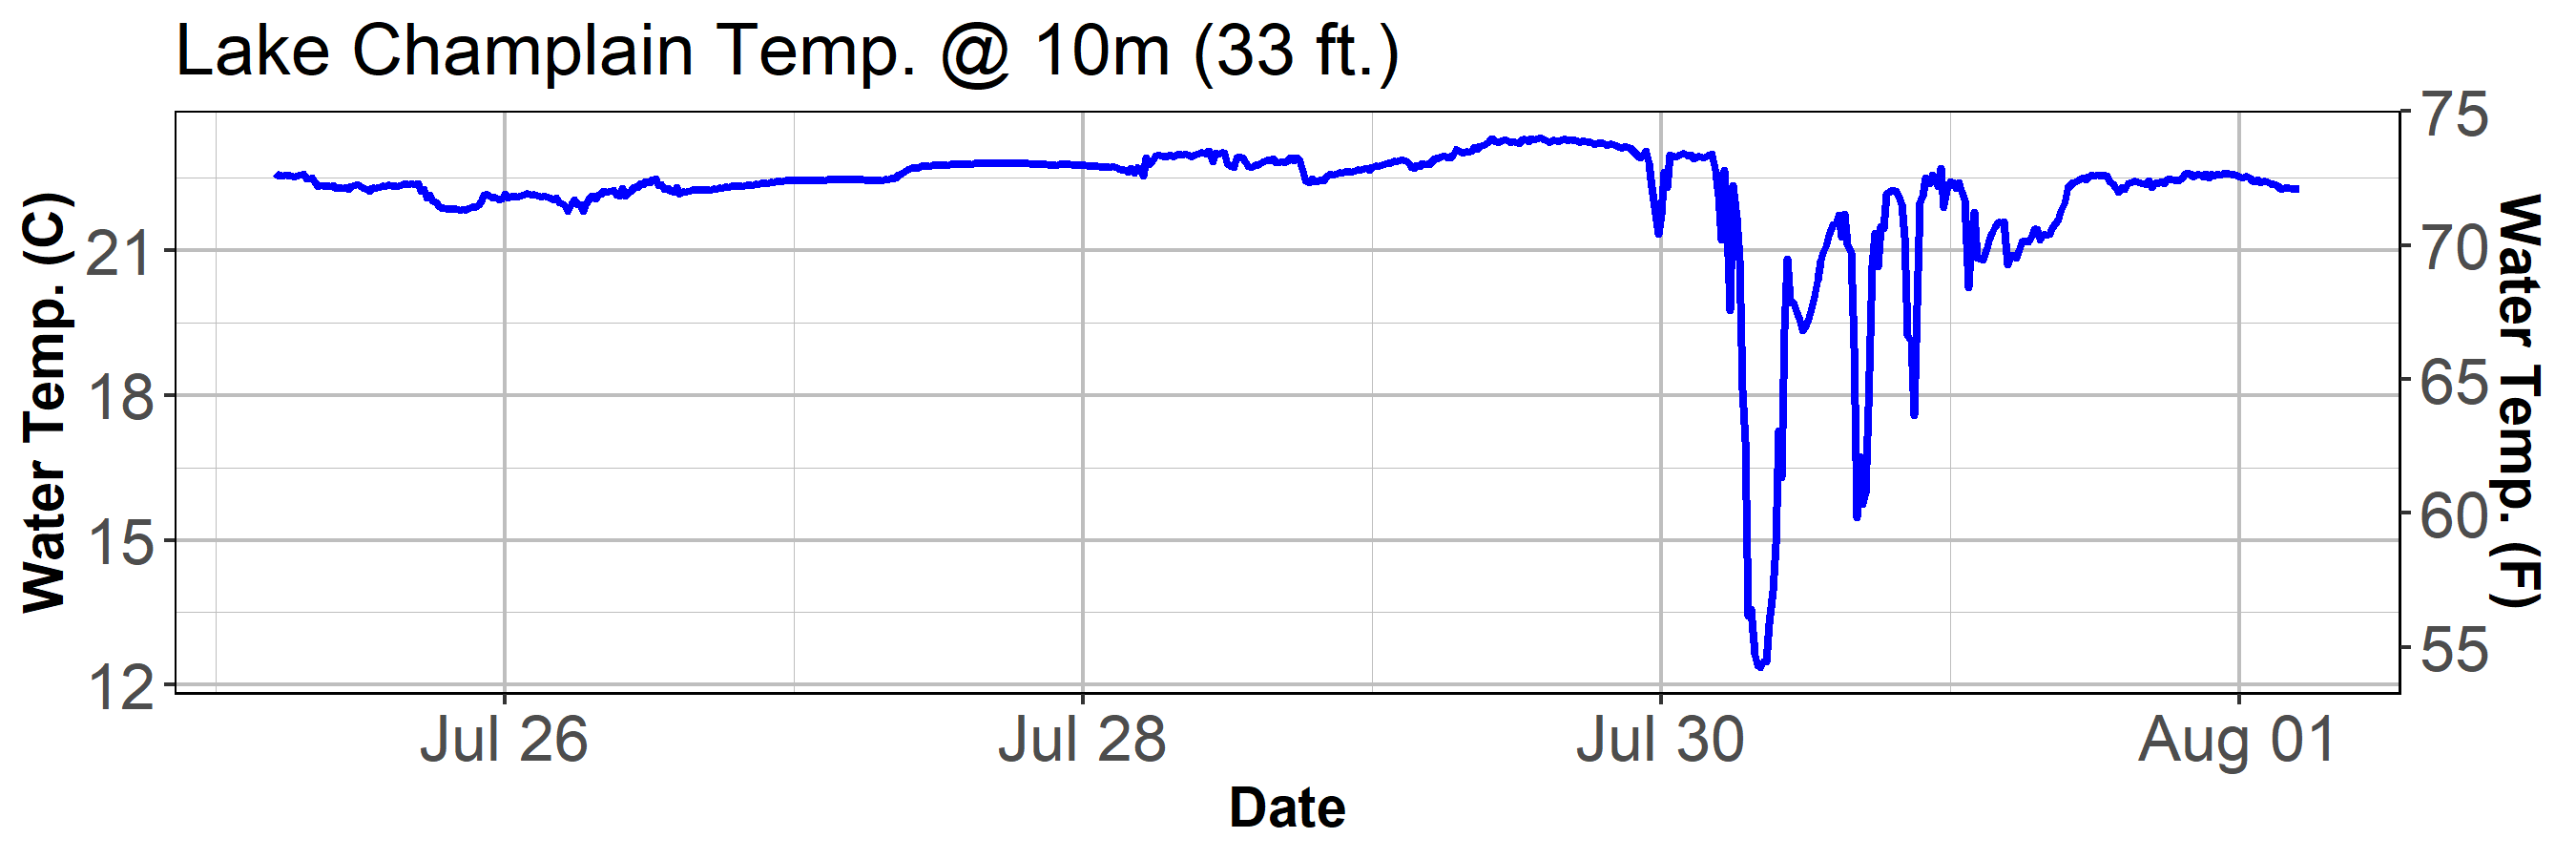 Lake Champlain Temp. @ 10m (33 ft.)
Water Temp. (C)
21
18
15
12
75
70
65
60
55
Water Temp. (F)
Jul 26
Jul 28
Jul 30
Aug 01
Date